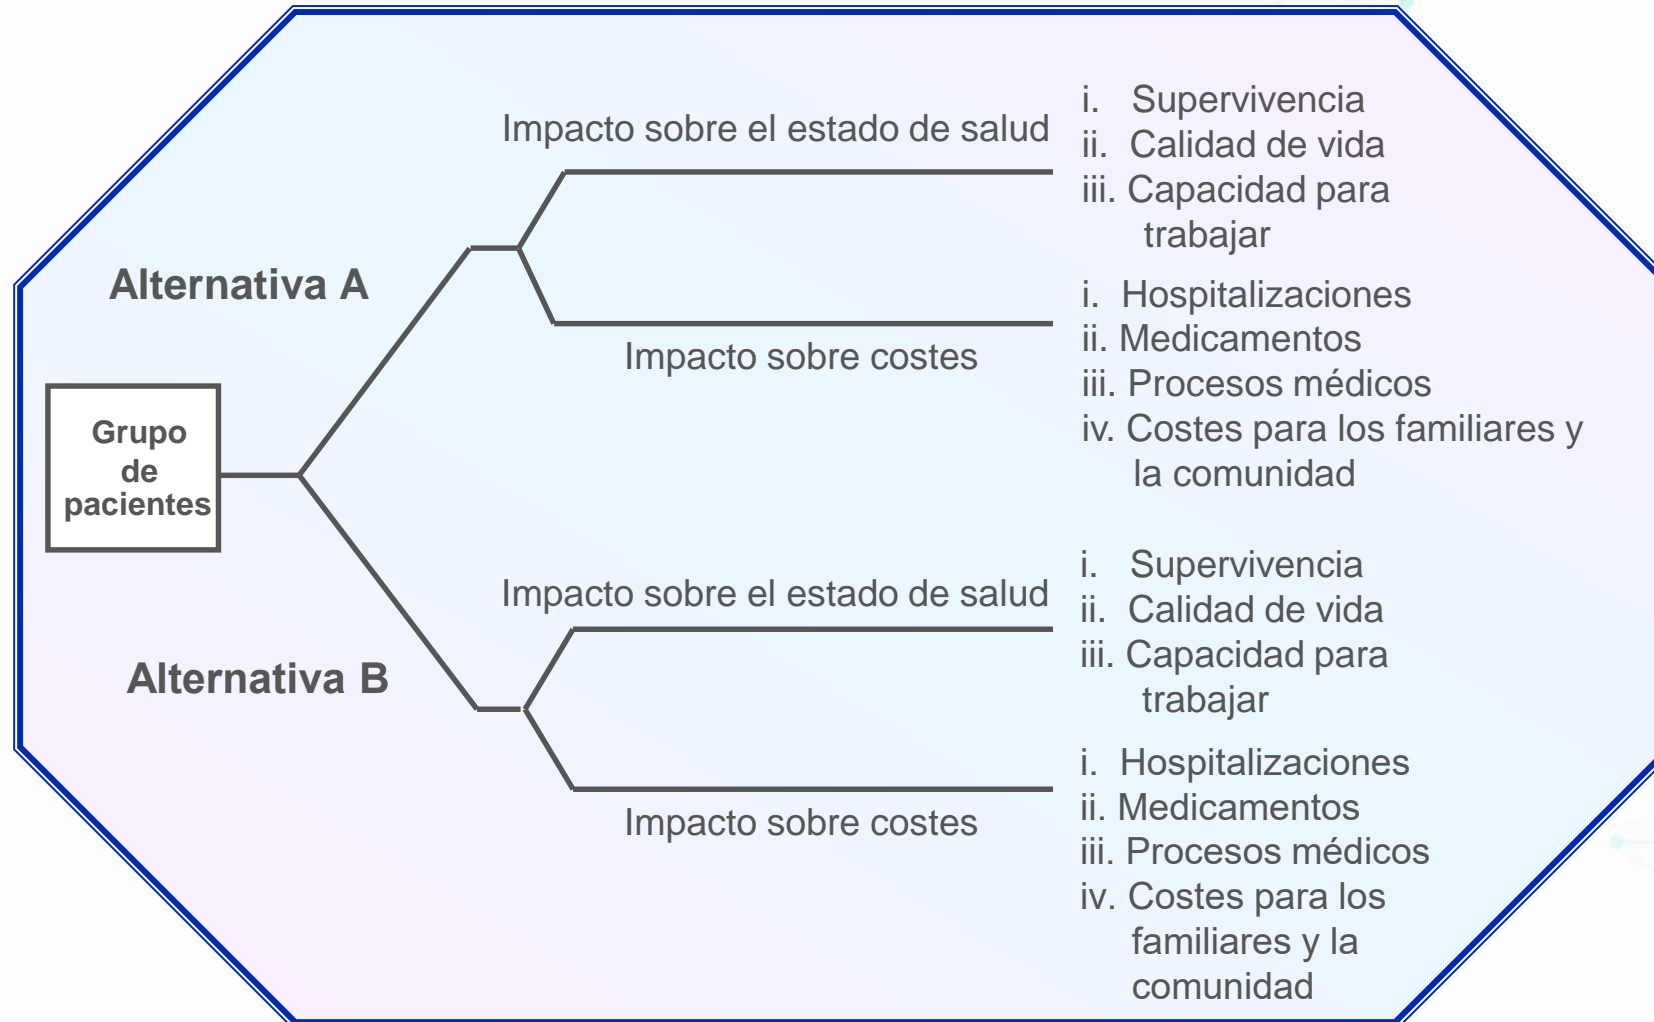 Grupo
de
pacientes
Alternativa A
Impacto sobre el estado de salud
i. Supervivencia
ii. Calidad de vida
iii. Capacidad para
trabajar
Impacto sobre costes
i. Hospitalizaciones
ii. Medicamentos
iii. Procesos médicos
iv. Costes para los familiares y
la comunidad
Alternativa B
Impacto sobre el estado de salud
i. Supervivencia
ii. Calidad de vida
iii. Capacidad para
trabajar
Impacto sobre costes
i. Hospitalizaciones
ii. Medicamentos
iii. Procesos médicos
iv. Costes para los
familiares y la
comunidad